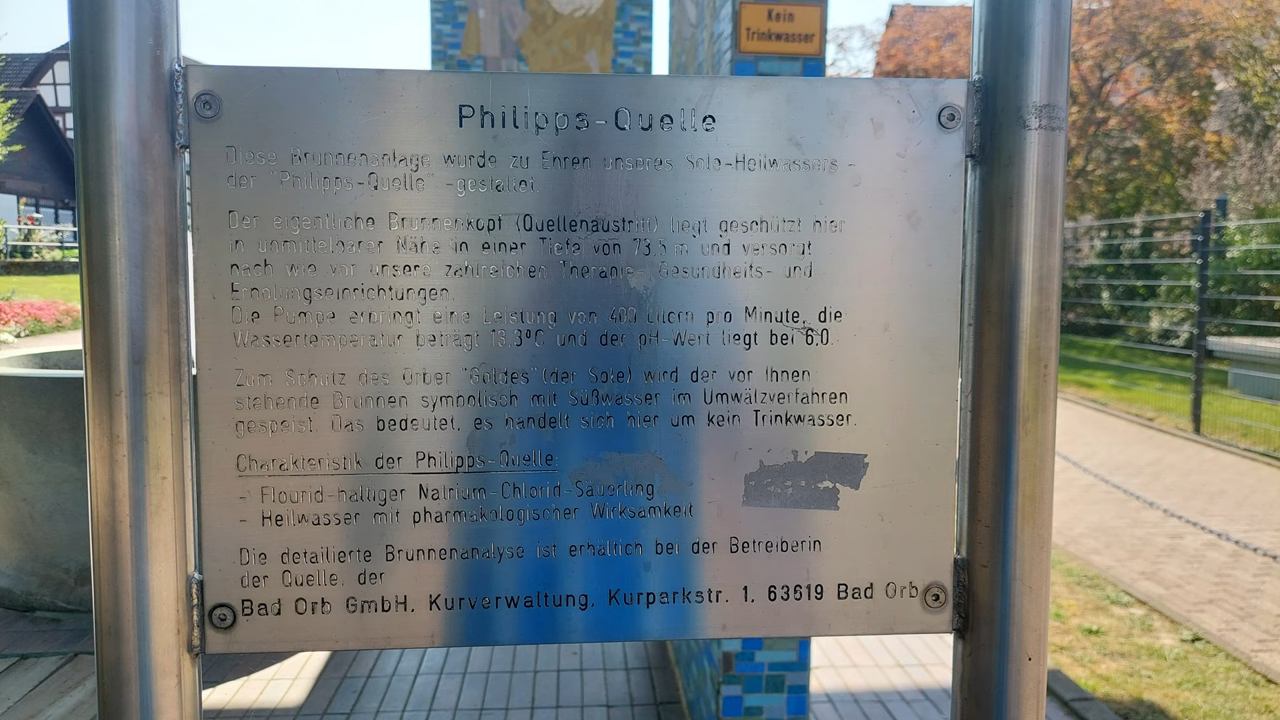 Kein
Trinkwasser
Philipps-Quelle
Diese Brunnenanlage wurde zu Ehren unseres Sole-Heilwassers -
der "Philipps-Quelle" -gestaltet.
Der eigentliche Brunnenkopf (Quellenaustritt) liegt geschützt hier
in unmittelbarer Nähe in einer Tiefe von 73,5 m und versorgt
nach wie vor unsere zahlreichen Therapie-, Gesundheits- und
Erholungseinrichtungen.
Die Pumpe erbringt eine Leistung von 400 Litern pro Minute, die
Wassertemperatur beträgt 18,3°C und der pH-Wert liegt bei 6,0.
Zum Schutz des Orber "Goldes" (der Sole) wird der vor Ihnen
stehende Brunnen symbolisch mit Süßwasser im Umwälzverfahren
gespeist. Das bedeutet, es handelt sich hier um kein Trinkwasser.
Charakteristik der Philipps-Quelle:
- Flourid-haltiger Natrium-Chlorid-Säuerling
- Heilwasser mit pharmakologischer Wirksamkeit
Die detailierte Brunnenanalyse ist erhältlich bei der Betreiberin
der Quelle, der
Bad Orb GmbH, Kurverwaltung, Kurparkstr. 1, 63619 Bad Orb